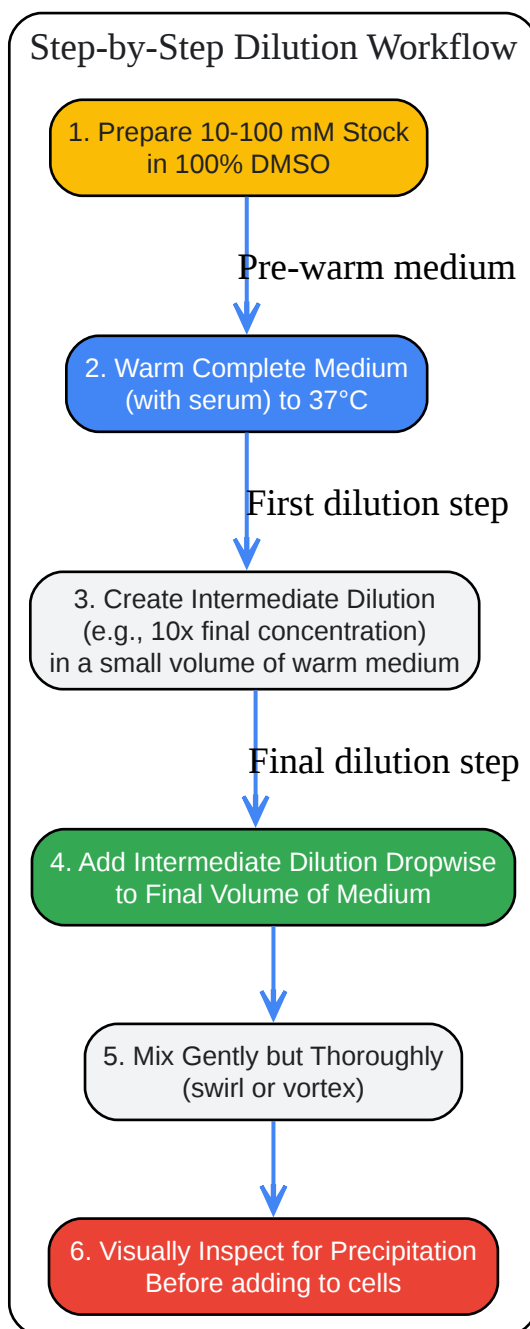 Step-by-Step Dilution Workflow
1. Prepare 10-100 mM Stock
in 100% DMSO
Pre-warm medium
2. Warm Complete Medium
(with serum) to 37°C
First dilution step
3. Create Intermediate Dilution
(e.g., 10x final concentration)
in a small volume of warm medium
Final dilution step
4. Add Intermediate Dilution Dropwise
to Final Volume of Medium
5. Mix Gently but Thoroughly
(swirl or vortex)
6. Visually Inspect for Precipitation
Before adding to cells